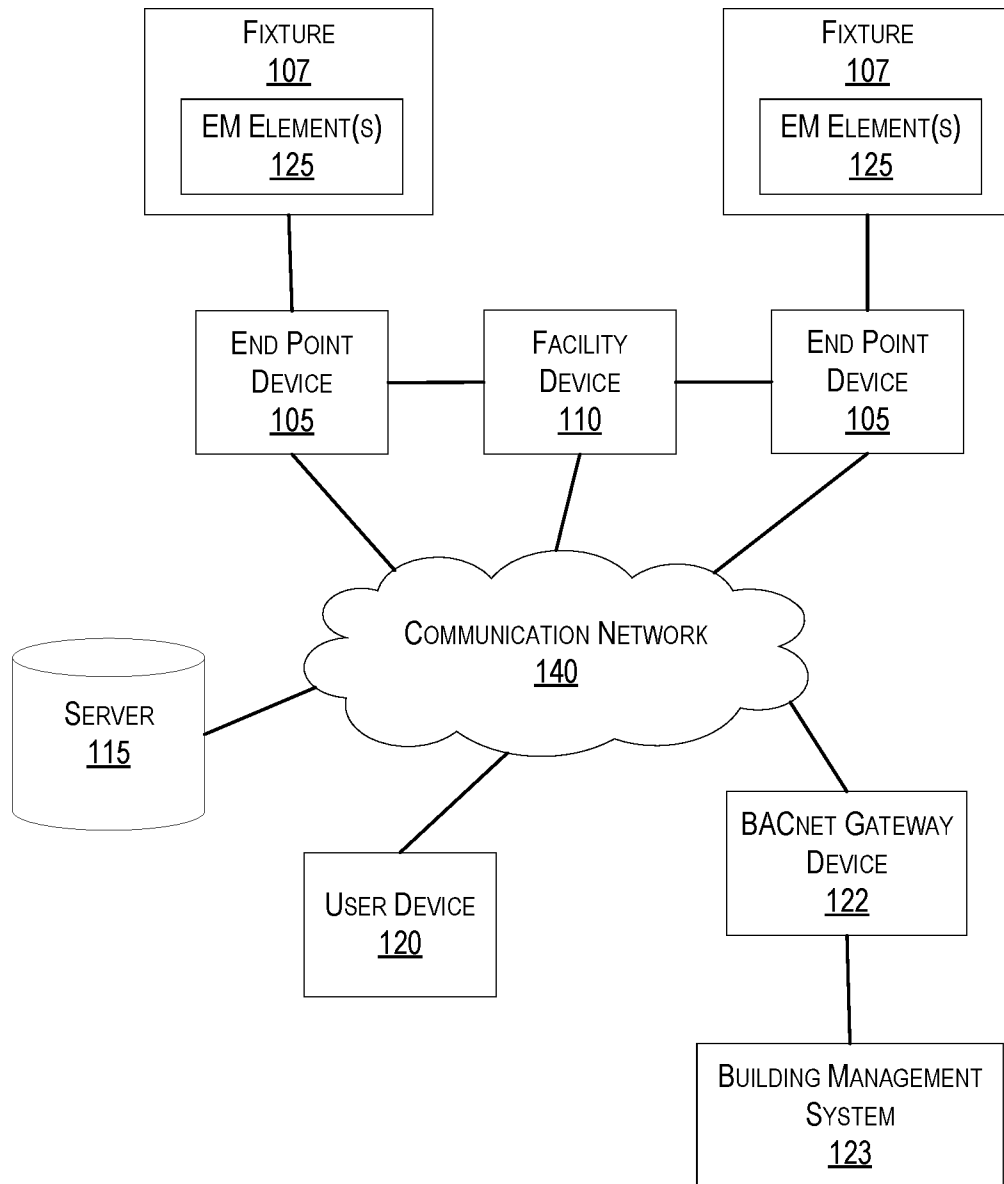 FIXTURE
107
EM ELEMENT(S)
125
FIXTURE
107
EM ELEMENT(S)
125
END POINT
DEVICE
105
FACILITY
DEVICE
110
END POINT
DEVICE
105
COMMUNICATION NETWORK
140
SERVER
115
USER DEVICE
120
BACNET GATEWAY
DEVICE
122
BUILDING MANAGEMENT
SYSTEM
123